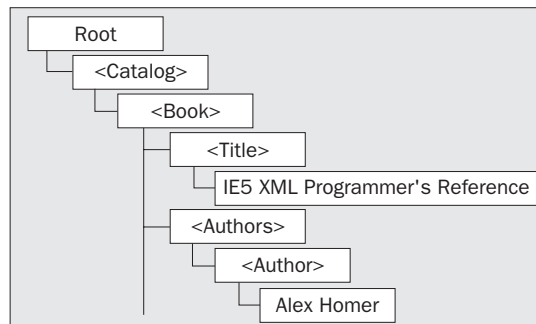 Root
<Catalog>
<Book>
<Title>
IE5 XML Programmer's Reference
<Authors>
<Author>
Alex Homer